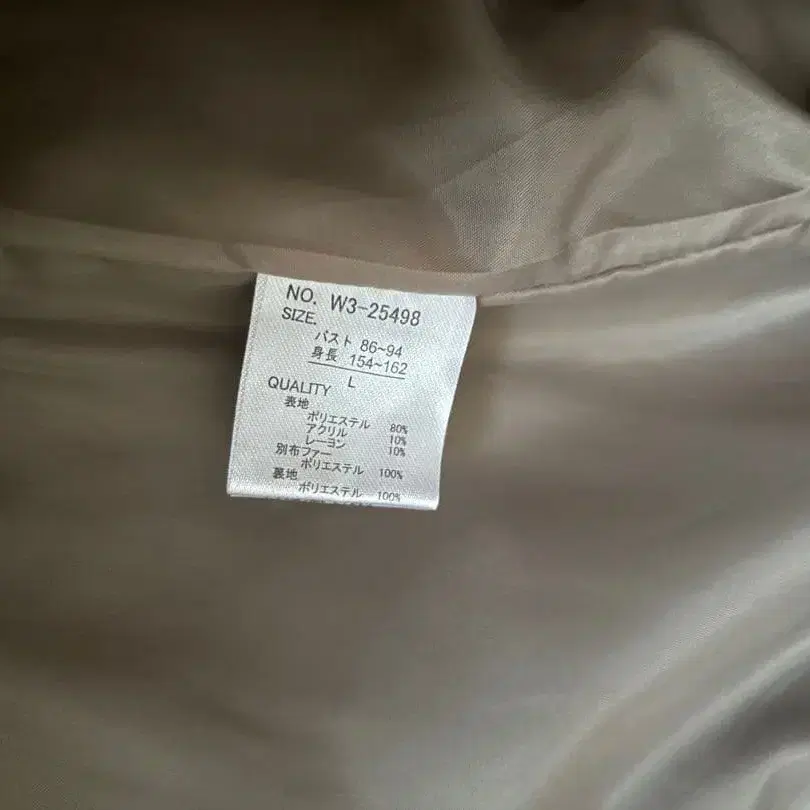 NO. W3-25498
SIZE.
バスト 86~94
身長 154~162
L
QUALITY
表地
ポリエステル 80%
アクリル 10%
レーヨン 10%
別布ファー
ポリエステル 100%
裏地
ポリエステル 100%